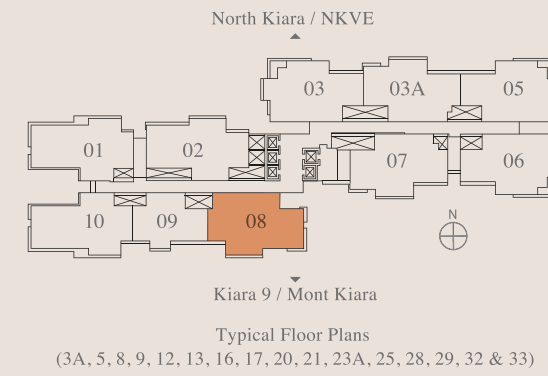 North Kiara / NKVE
03 03A 05
01 02
07 06
10 09 08
N
Kiara 9 / Mont Kiara
Typical Floor Plans
(3A, 5, 8, 9, 12, 13, 16, 17, 20, 21, 23A, 25, 28, 29, 32 & 33)